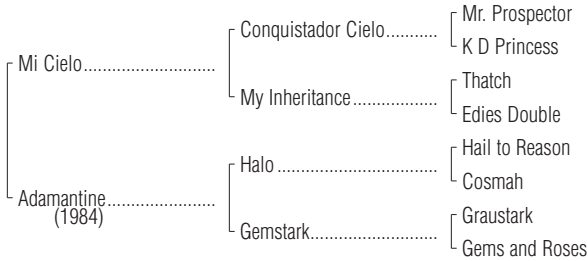 Mr. Prospector
Conquistador Cielo...........
K D Princess
Mi Cielo............................
Thatch
My Inheritance..................
Edies Double
Hail to Reason
Halo ..................................
Cosmah
Adamantine.......................
(1984)
Graustark
Gemstark...........................
Gems and Roses